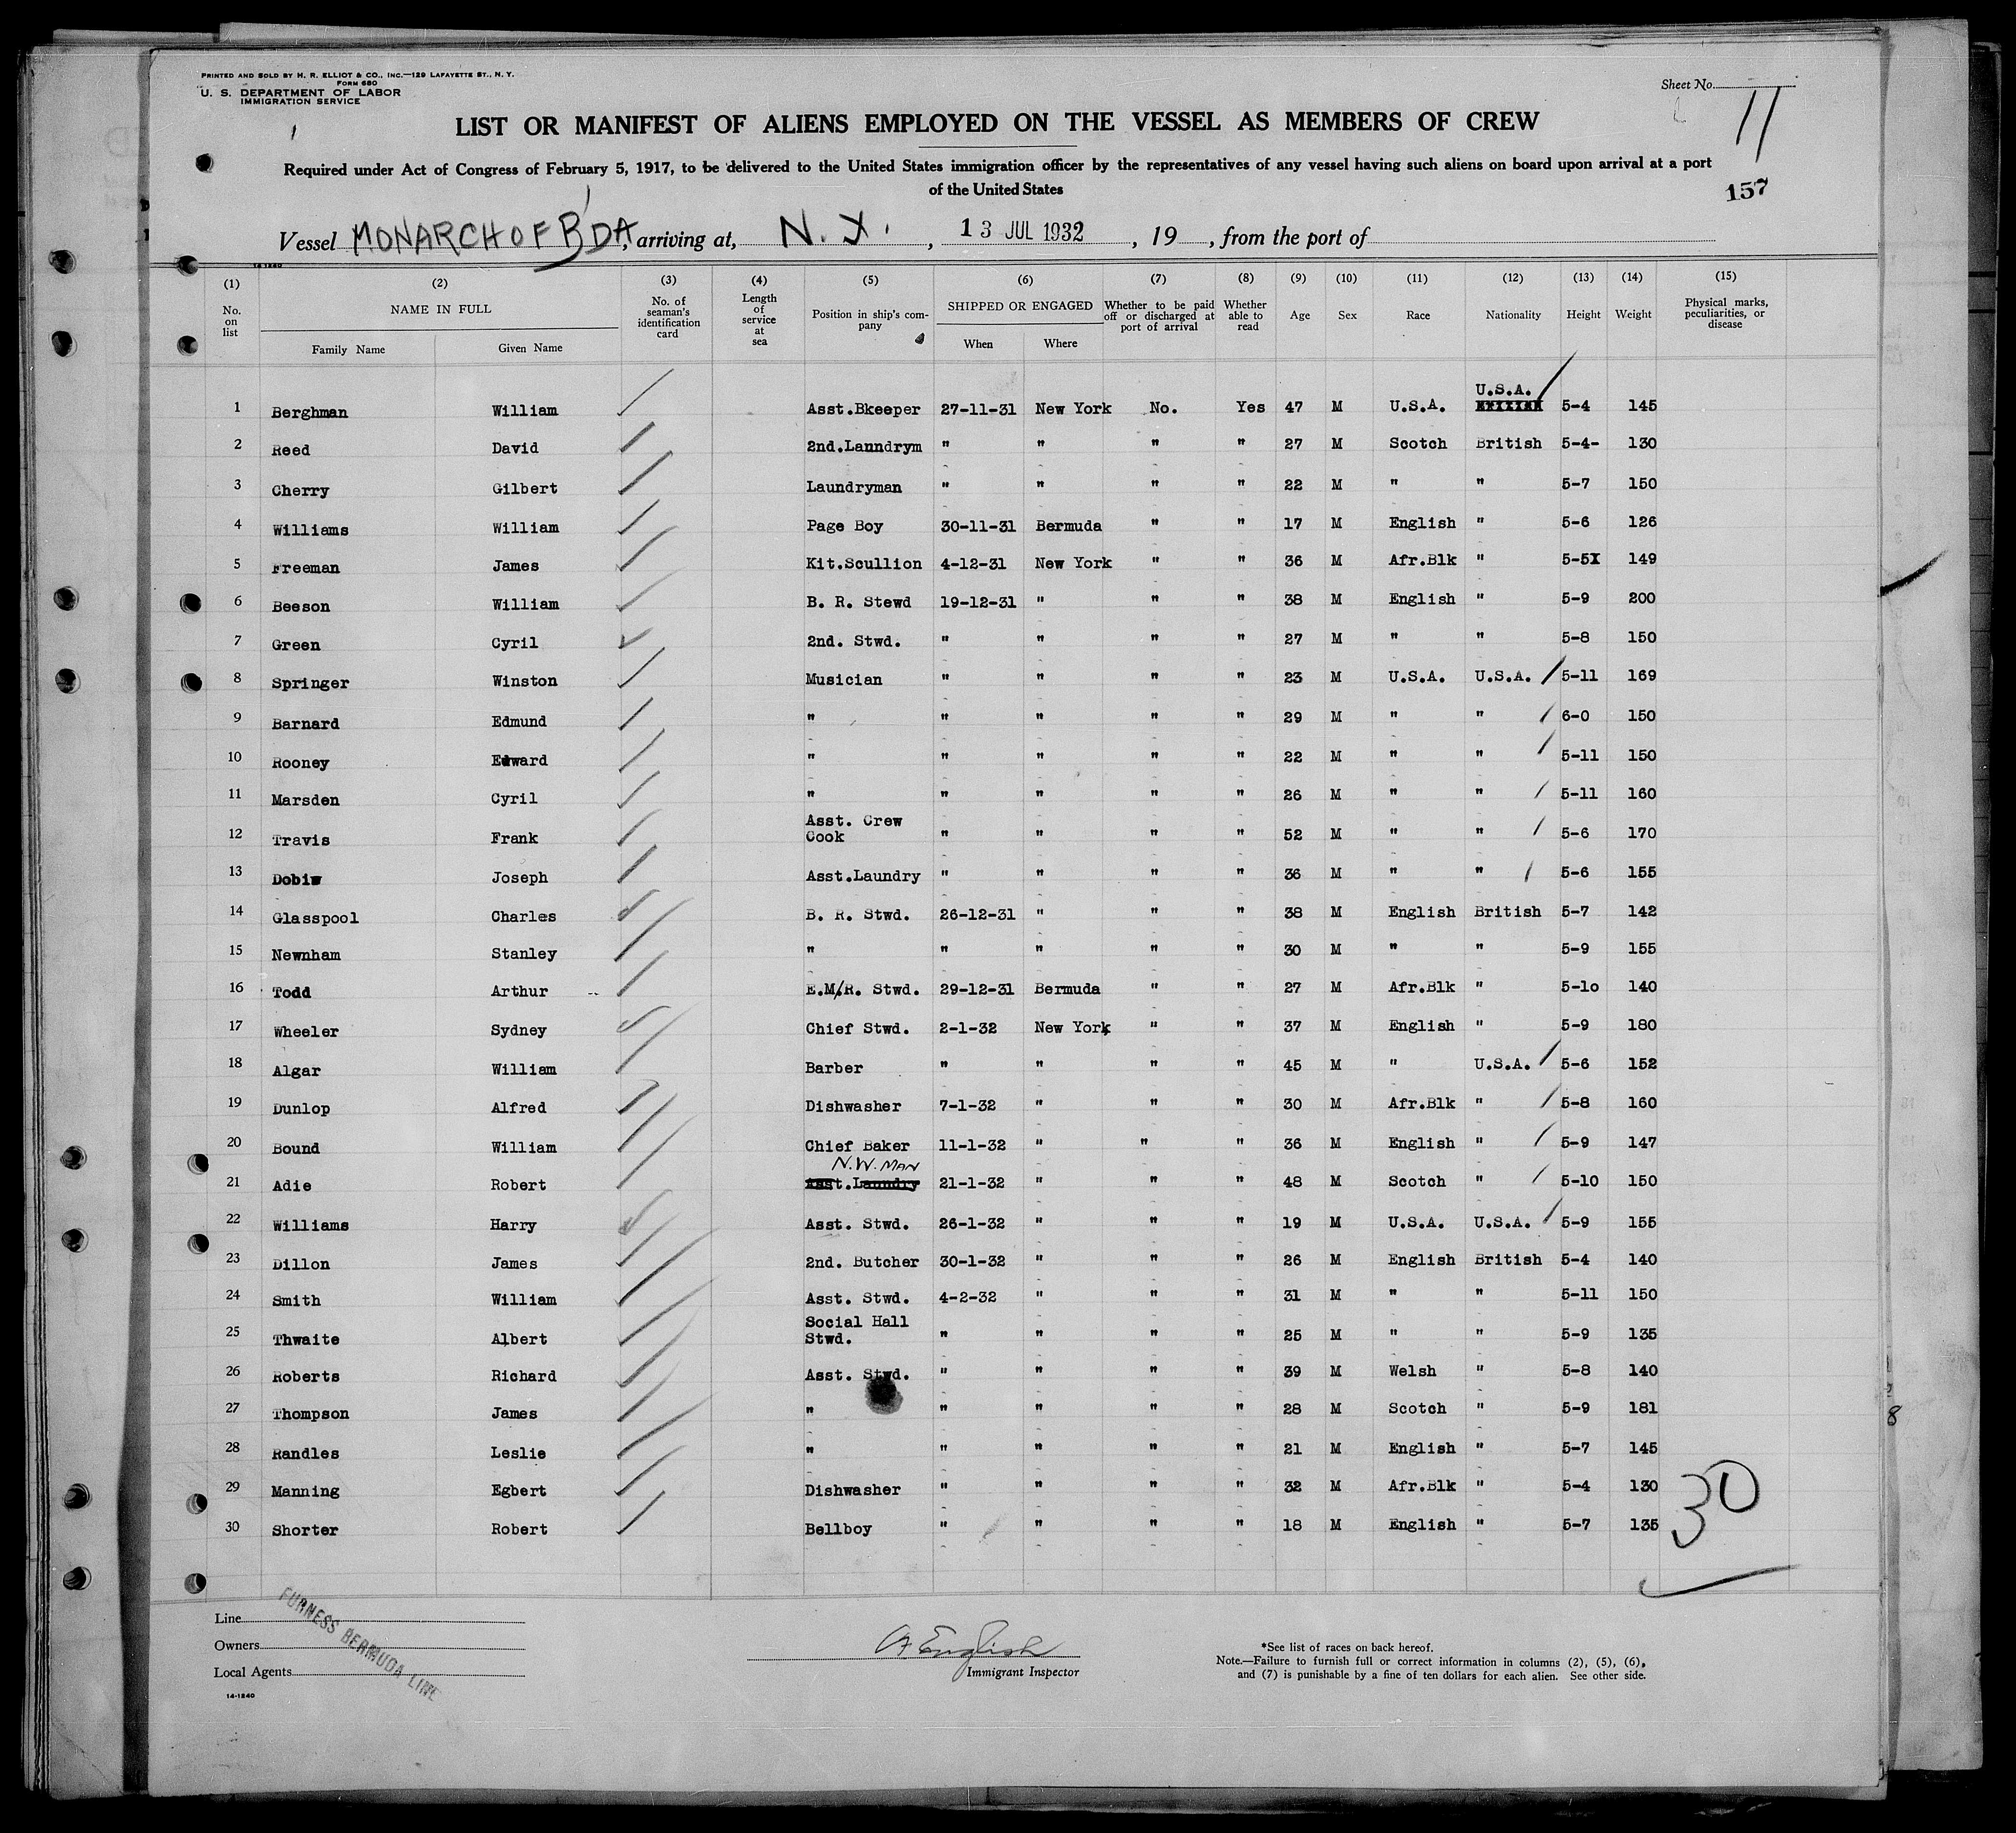 PRINTED AND SOLD BY H. R. ELLIOT & CO., INC.—129 LAFAYETTE ST., N. Y.
FORM 680
U. S. DEPARTMENT OF LABOR
IMMIGRATION SERVICE
Sheet No. 11
LIST OR MANIFEST OF ALIENS EMPLOYED ON THE VESSEL AS MEMBERS OF CREW
Required under Act of Congress of February 5, 1917, to be delivered to the United States immigration officer by the representatives of any vessel having such aliens on board upon arrival at a port
of the United States
157
Vessel MONARCH OF B'DA, arriving at, N. Y. , 13 JUL 1932 , 19 , from the port of
14-1240
(1) (2) (3) (4) (5) (6) (7) (8) (9) (10) (11) (12) (13) (14) (15)
No. on list NAME IN FULL Family Name Given Name No. of seaman's identification card Length of service at sea Position in ship's company SHIPPED OR ENGAGED When Where Whether to be paid off or discharged at port of arrival Whether able to read Age Sex Race Nationality Height Weight Physical marks, peculiarities, or disease
U.S.A.
1 Berghman William Asst.Bkeeper 27-11-31 New York No. Yes 47 M U.S.A. 5-4 145
2 Reed David 2nd.Lanndrym " " " " 27 M Scotch British 5-4- 130
3 Cherry Gilbert Laundryman " " " " 22 M " " 5-7 150
4 Williams William Page Boy 30-11-31 Bermuda " " 17 M English " 5-6 126
5 Freeman James Kit.Scullion 4-12-31 New York " " 36 M Afr.Blk " 5-5X 149
6 Beeson William B. R. Stewd 19-12-31 " " " 38 M English " 5-9 200
7 Green Cyril 2nd. Stwd. " " " " 27 M " " 5-8 150
8 Springer Winston Musician " " " " 23 M U.S.A. U.S.A. 5-11 169
9 Barnard Edmund " " " " " 29 M " " 6-0 150
10 Rooney Edward " " " " " 22 M " " 5-11 150
11 Marsden Cyril " " " " " 26 M " " 5-11 160
12 Travis Frank Asst. Crew Cook " " " " 52 M " " 5-6 170
13 Dobiw Joseph Asst.Laundry " " " " 36 M " " 5-6 155
14 Glasspool Charles B. R. Stwd. 26-12-31 " " " 38 M English British 5-7 142
15 Newnham Stanley " " " " " 30 M " " 5-9 155
16 Todd Arthur E.M/R. Stwd. 29-12-31 Bermuda " " 27 M Afr.Blk " 5-1o 140
17 Wheeler Sydney Chief Stwd. 2-1-32 New York " " 37 M English " 5-9 180
18 Algar William Barber " " " " 45 M " U.S.A. 5-6 152
19 Dunlop Alfred Dishwasher 7-1-32 " " " 30 M Afr.Blk " 5-8 160
20 Bound William Chief Baker 11-1-32 " " " 36 M English " 5-9 147
N.W. MAN
21 Adie Robert Asst.Laundry 21-1-32 " " " 48 M Scotch " 5-10 150
22 Williams Harry Asst. Stwd. 26-1-32 " " " 19 M U.S.A. U.S.A. 5-9 155
23 Dillon James 2nd. Butcher 30-1-32 " " " 26 M English British 5-4 140
24 Smith William Asst. Stwd. 4-2-32 " " " 31 M " " 5-11 150
25 Thwaite Albert Social Hall Stwd. " " " " 25 M " " 5-9 135
26 Roberts Richard Asst. Stwd. " " " " 39 M Welsh " 5-8 140
27 Thompson James " " " " " 28 M Scotch " 5-9 181
28 Randles Leslie " " " " " 21 M English " 5-7 145
29 Manning Egbert Dishwasher " " " " 32 M Afr.Blk " 5-4 130
30 Shorter Robert Bellboy " " " " 18 M English " 5-7 135
30
Line
Owners
Local Agents
FURNESS BERMUDA LINE
14-1240
A English
Immigrant Inspector
*See list of races on back hereof.
Note.—Failure to furnish full or correct information in columns (2), (5), (6),
and (7) is punishable by a fine of ten dollars for each alien. See other side.
8